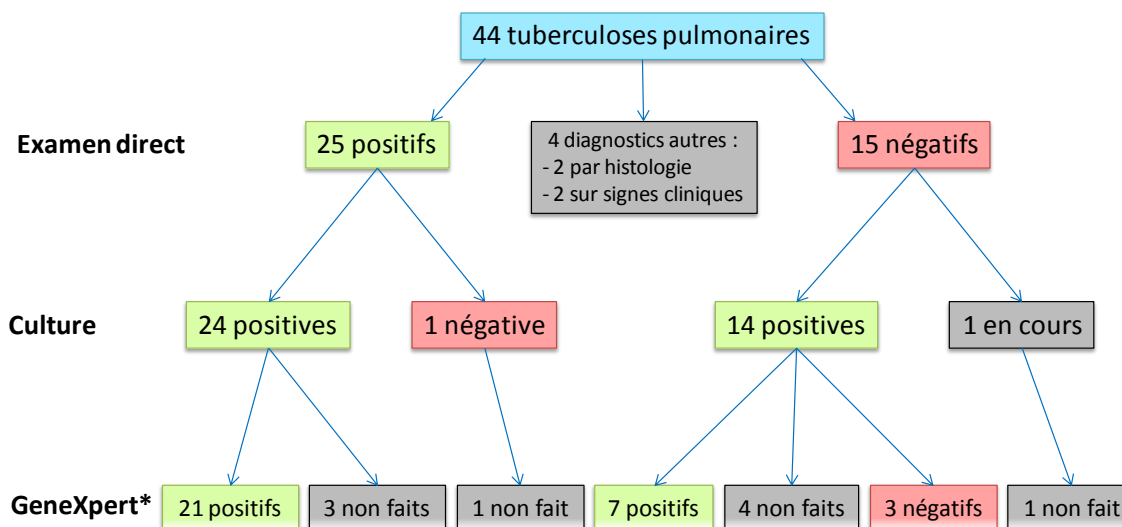 44 tuberculoses pulmonaires
Examen direct
25 positifs
4 diagnostics autres :
- 2 par histologie
- 2 sur signes cliniques
15 négatifs
Culture
24 positives
1 négative
14 positives
1 en cours
GeneXpert*
21 positifs
3 non faits
1 non fait
7 positifs
4 non faits
3 négatifs
1 non fait